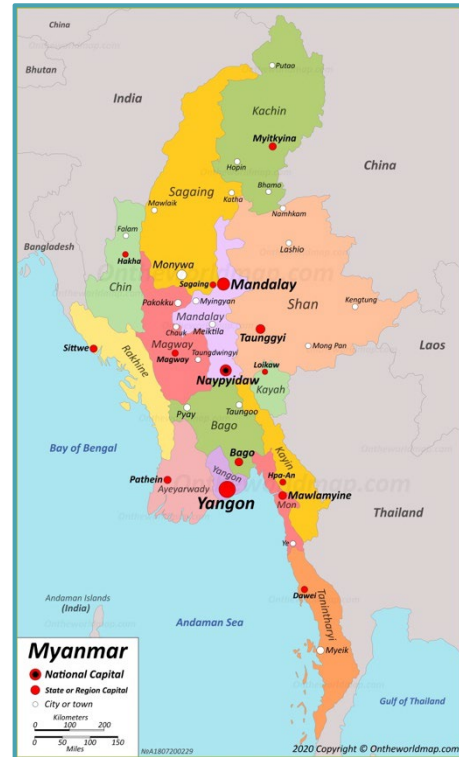 China
Bhutan
India
Putao
Kachin
Myitkyina
China
Hopin
Bhamo
Sagaing
Katha
Mawlaik
Namhkam
Falam
Bangladesh
Hakha
Lashio
Ontheworldmap.com
Monywa
Chin
Sagaing
Mandalay
Pakokku
Myingyan
Shan
Kengtung
Mandalay
Chauk
Meiktila
Taunggyi
Laos
Magway
Magway
Taungdwingyi
Mong Pan
Sittwe
Rakhine
Naypyidaw
Loikaw
Kayah
Pyay
Taungoo
Bago
Bay of Bengal
Bago
Kayin
Pathein
Yangon
Hpa-An
Ayeyarwady
Yangon
Mawlamyine
Mon
Thailand
Ye
Andaman Islands
(India)
Dawei
Andaman Sea
Tanintharyi
Myeik
Gulf of Thailand
Myanmar
National Capital
State or Region Capital
City or town
Kilometers
0 100 200
0 50 100 150
Miles
№A1807200229
2020 Copyright © Ontheworldmap.com